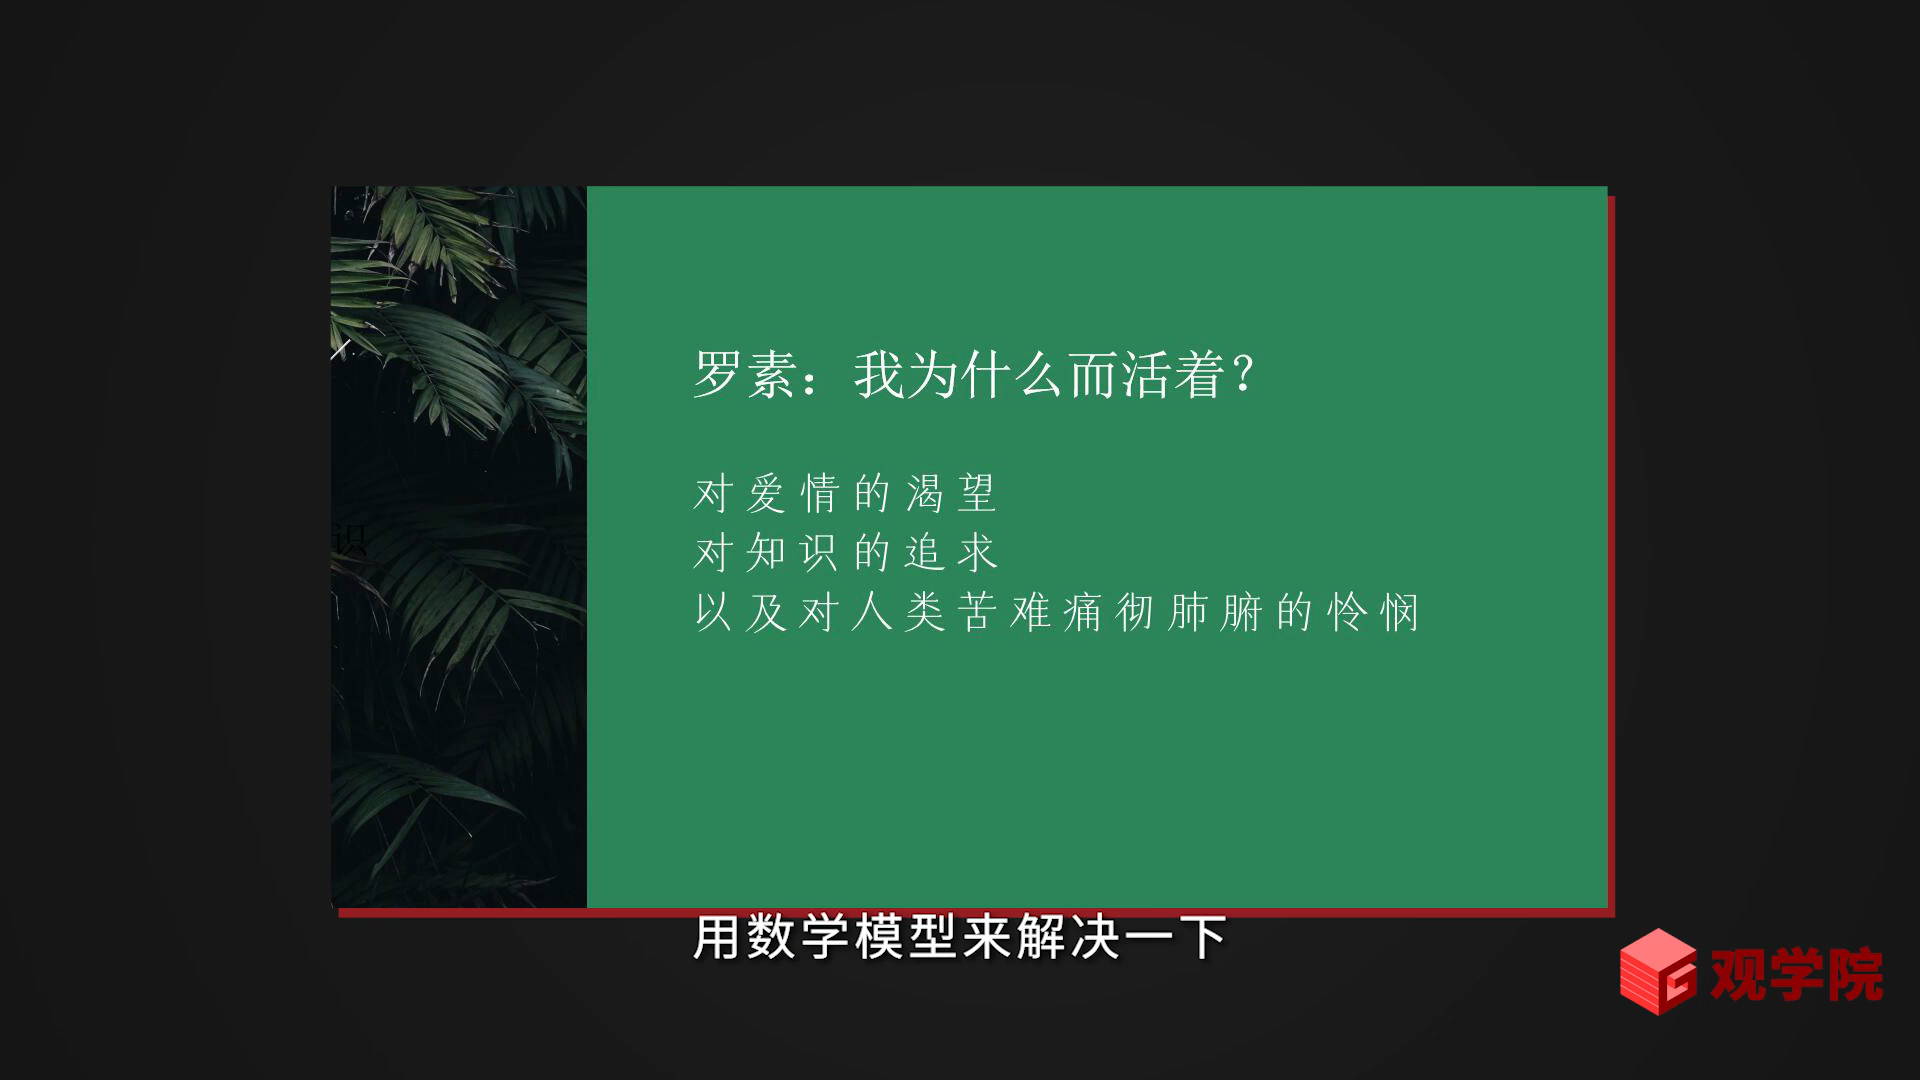 罗素：我为什么而活着？
对爱情的渴望
对知识的追求
以及对人类苦难痛彻肺腑的怜悯
识
用数学模型来解决一下
观学院